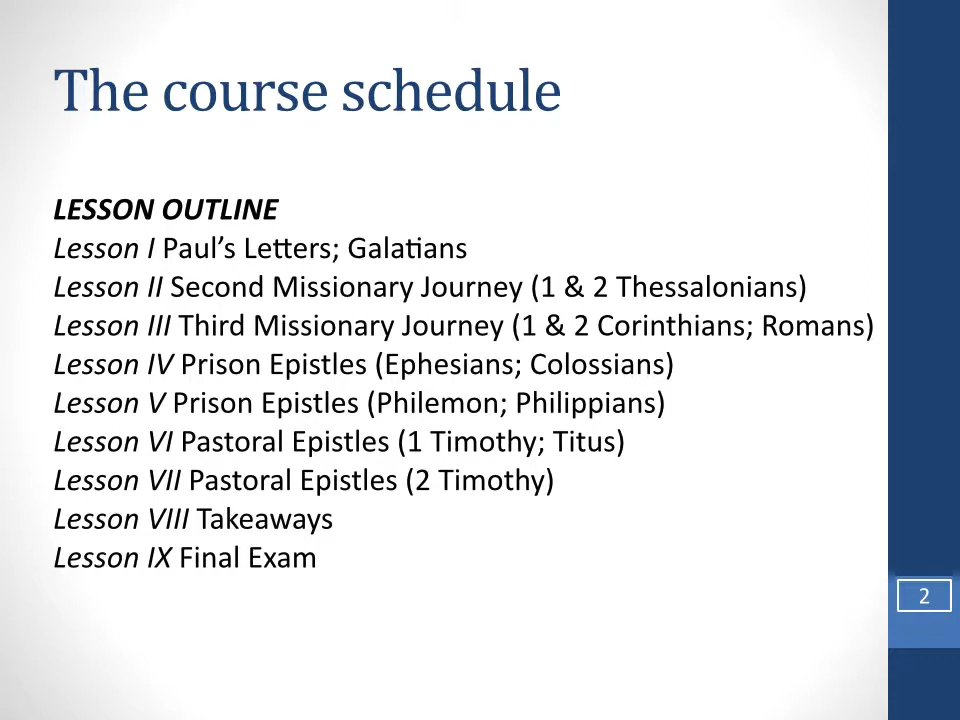 The course schedule
LESSON OUTLINE
Lesson I Paul’s Letters; Galatians
Lesson II Second Missionary Journey (1 & 2 Thessalonians)
Lesson III Third Missionary Journey (1 & 2 Corinthians; Romans)
Lesson IV Prison Epistles (Ephesians; Colossians)
Lesson V Prison Epistles (Philemon; Philippians)
Lesson VI Pastoral Epistles (1 Timothy; Titus)
Lesson VII Pastoral Epistles (2 Timothy)
Lesson VIII Takeaways
Lesson IX Final Exam
2